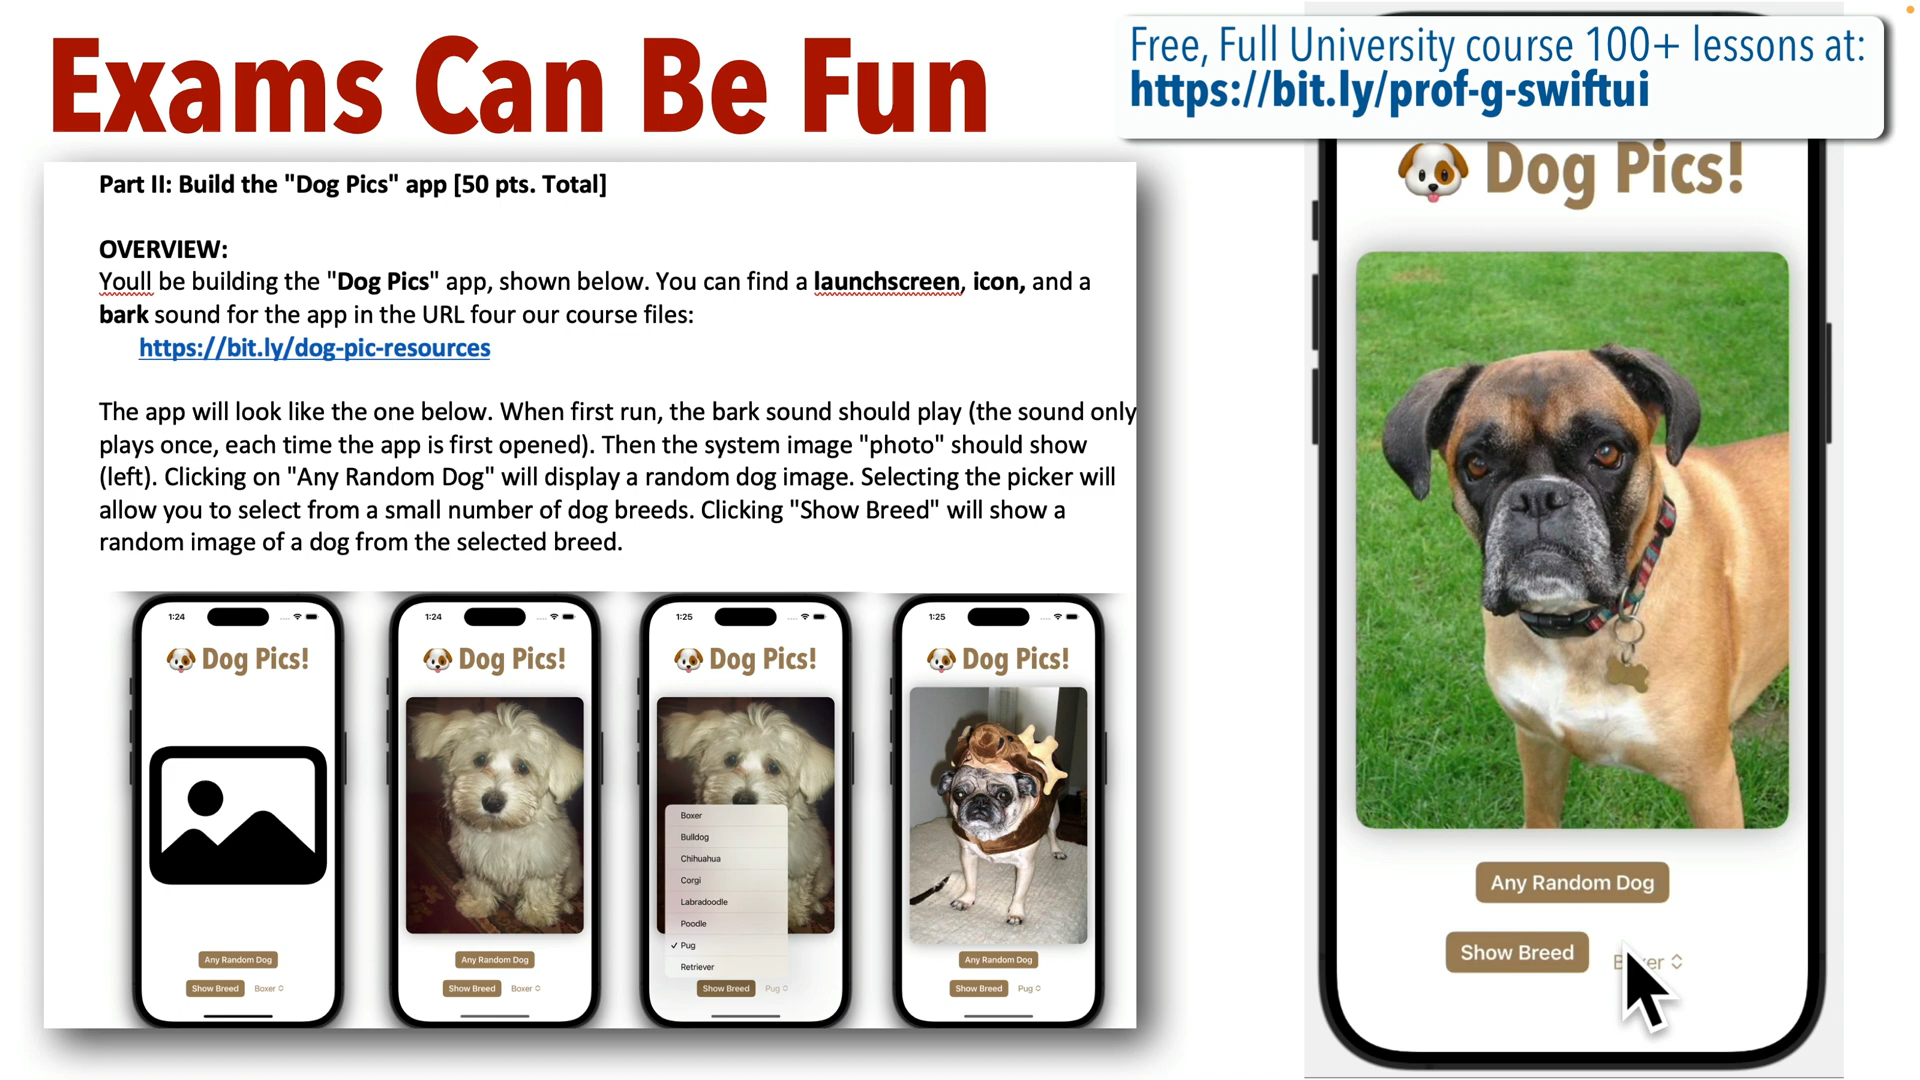 Exams Can Be Fun
Free, Full University course 100+ lessons at:
https://bit.ly/prof-g-swiftui
Part II: Build the "Dog Pics" app [50 pts. Total]
OVERVIEW:
Youll be building the "Dog Pics" app, shown below. You can find a launchscreen, icon, and a
bark sound for the app in the URL four our course files:
https://bit.ly/dog-pic-resources
The app will look like the one below. When first run, the bark sound should play (the sound only
plays once, each time the app is first opened). Then the system image "photo" should show
(left). Clicking on "Any Random Dog" will display a random dog image. Selecting the picker will
allow you to select from a small number of dog breeds. Clicking "Show Breed" will show a
random image of a dog from the selected breed.
1:24
Dog Pics!
Any Random Dog
Show Breed Boxer
1:24
Dog Pics!
Any Random Dog
Show Breed Boxer
1:25
Dog Pics!
Boxer
Bulldog
Chihuahua
Corgi
Labradoodle
Poodle
✓ Pug
Retriever
Show Breed Pug
1:25
Dog Pics!
Any Random Dog
Show Breed Pug
Dog Pics!
Any Random Dog
Show Breed